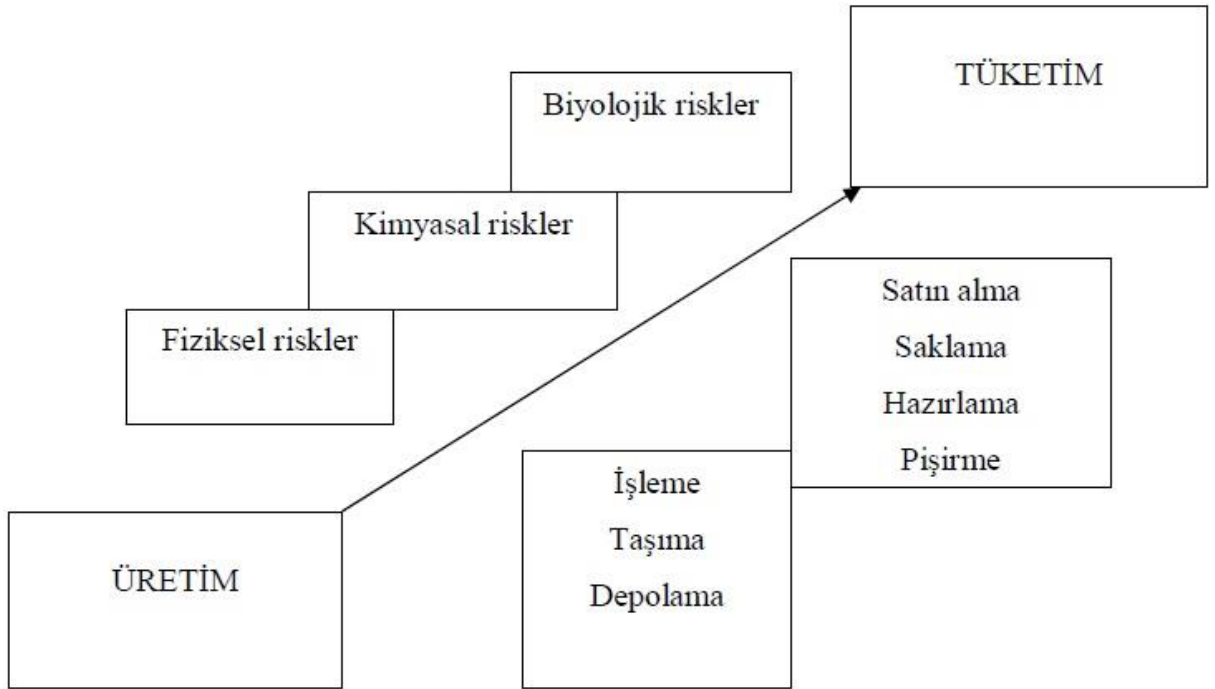 TÜKETİM
Biyolojik riskler
Kimyasal riskler
Fiziksel riskler
Satın alma
Saklama
Hazırlama
Pişirme
İşleme
Taşıma
Depolama
ÜRETİM